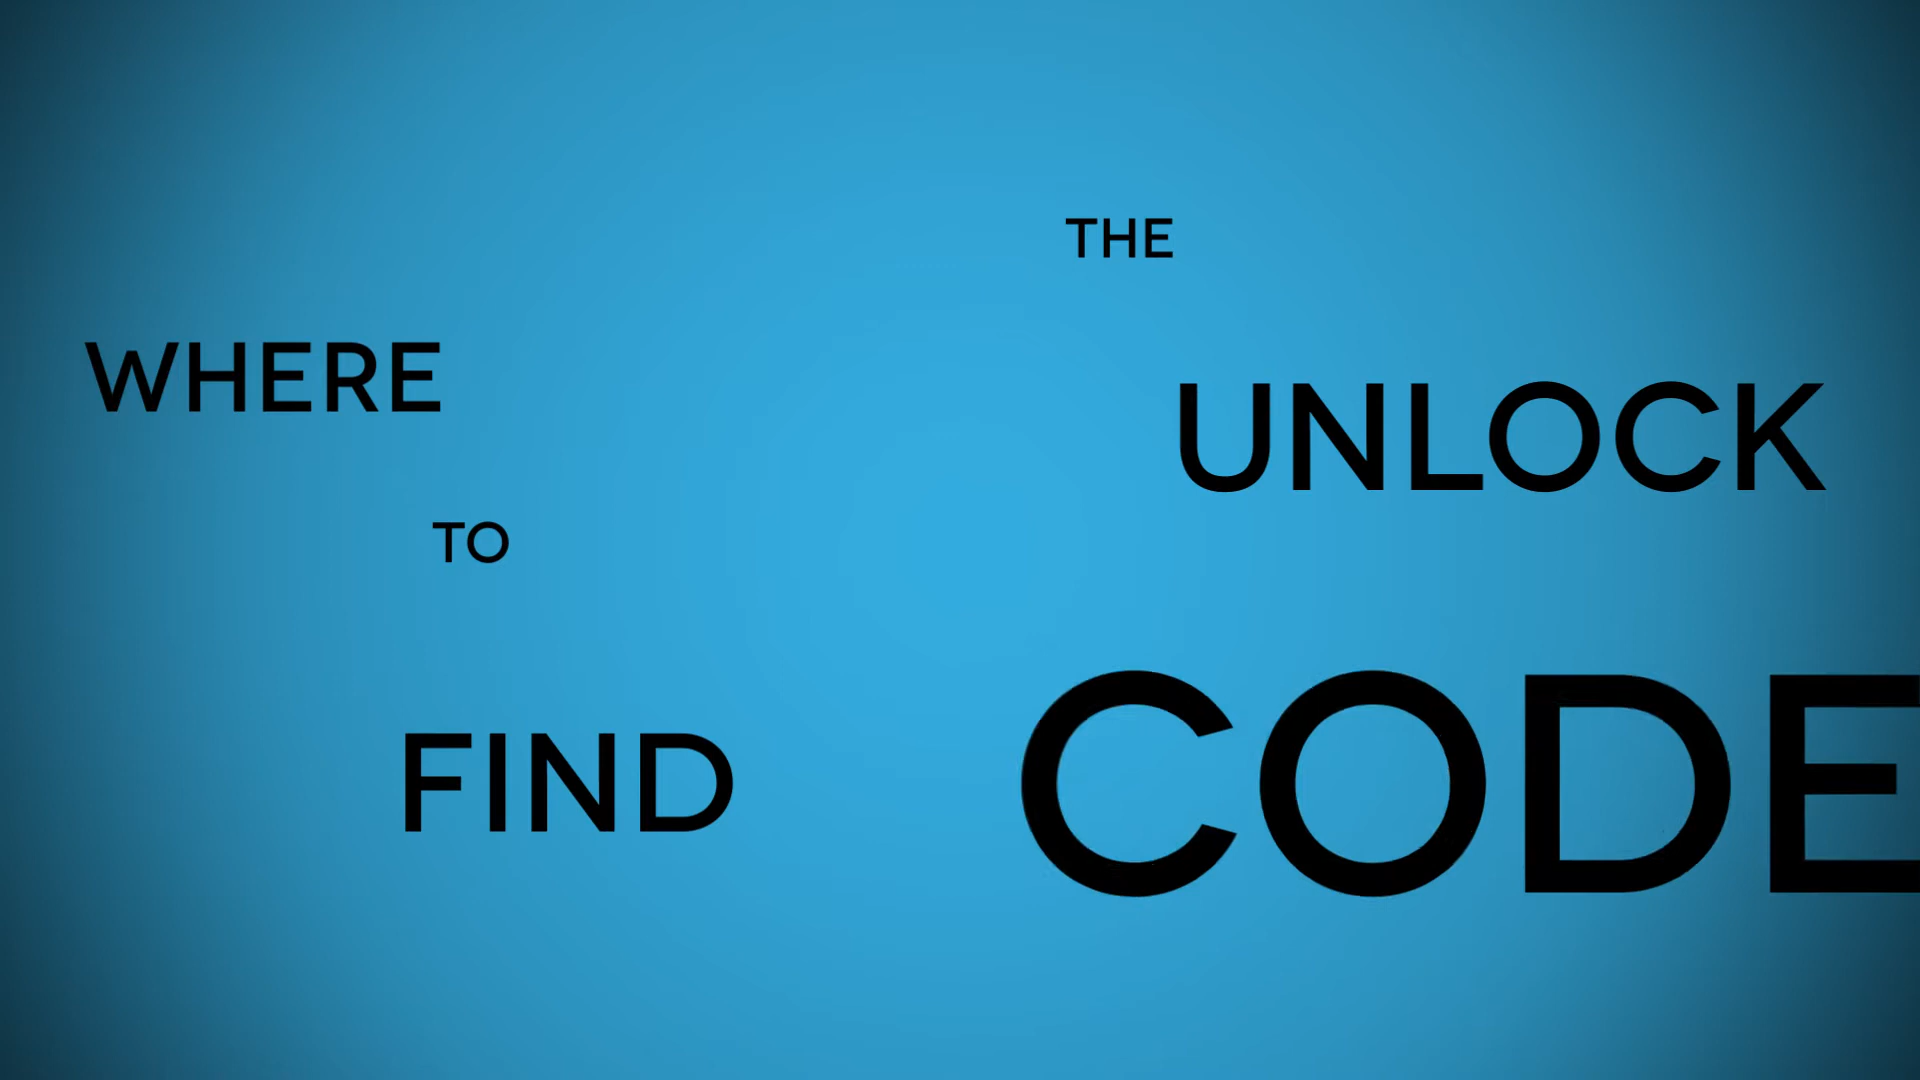 WHERE
TO
FIND
THE
UNLOCK
CODE